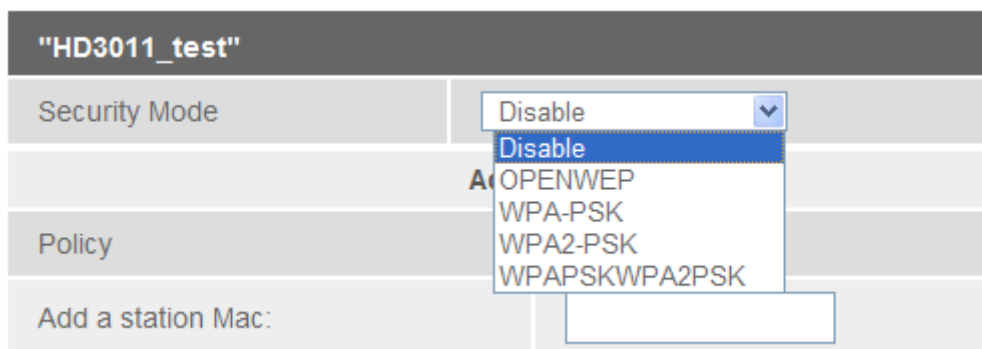 "HD3011_test"
Security Mode
Disable
Disable
OPENWEP
WPA-PSK
WPA2-PSK
WPAPSKWPA2PSK
Policy
Add a station Mac: